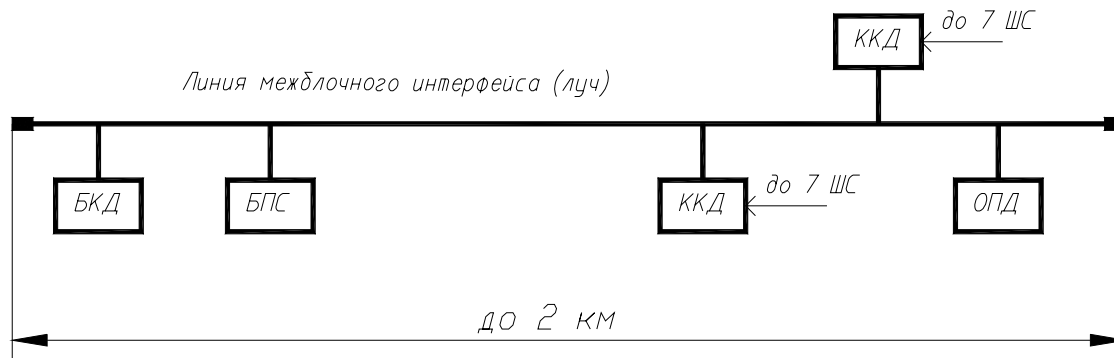 ККД
до 7 ШС
Линия межблочного интерфейса (луч)
БКД
БПС
ККД
до 7 ШС
ОПД
до 2 км